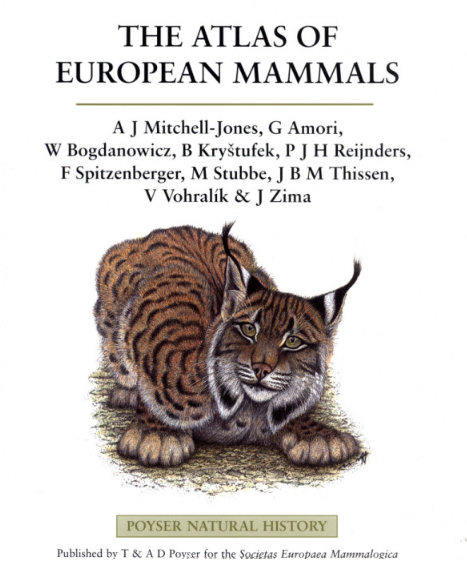 THE ATLAS OF
EUROPEAN MAMMALS
A J Mitchell-Jones, G Amori,
W Bogdanowicz, B Kryštufek, P J H Reijnders,
F Spitzenberger, M Stubbe, J B M Thissen,
V Vohralík & J Zima
POYSER NATURAL HISTORY
Published by T & A D Poyser for the Societas Europaea Mammalogica